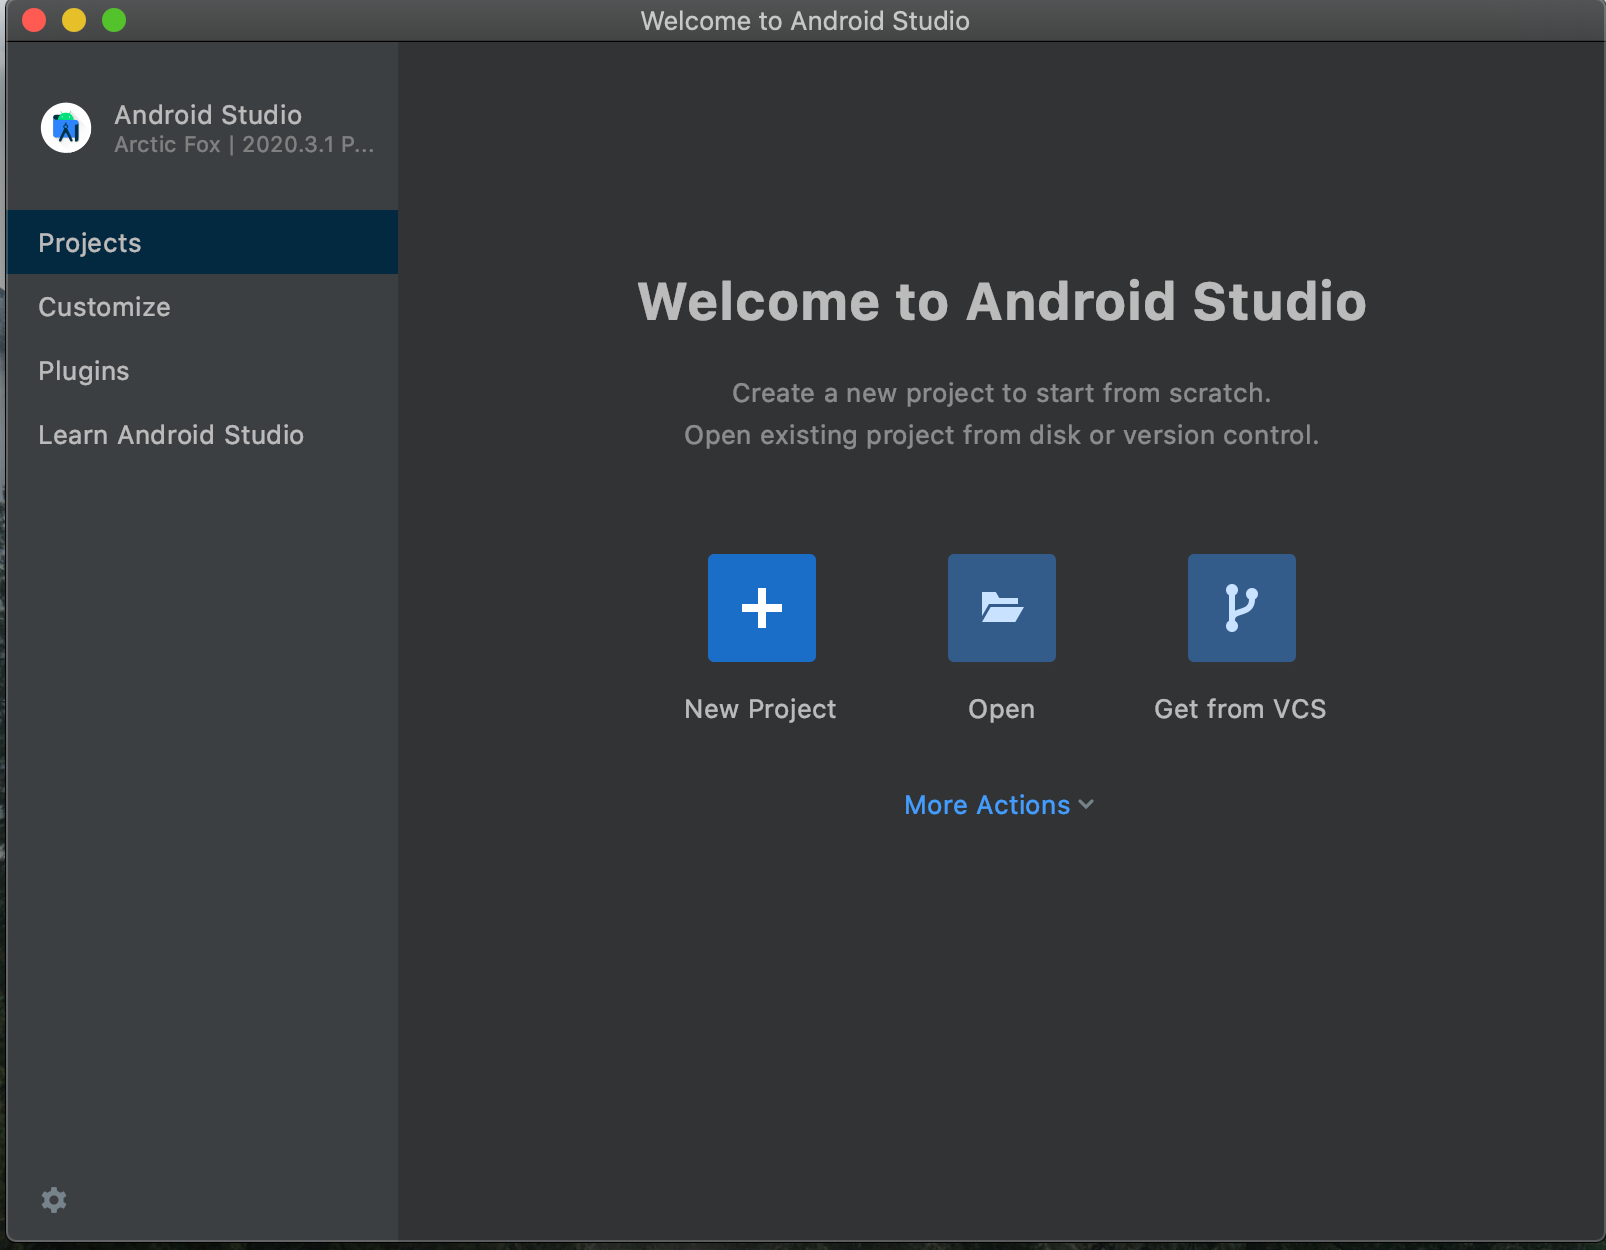 Welcome to Android Studio
Android Studio
Arctic Fox | 2020.3.1 P...
Projects
Customize
Plugins
Learn Android Studio
Welcome to Android Studio
Create a new project to start from scratch.
Open existing project from disk or version control.
New Project
Open
Get from VCS
More Actions